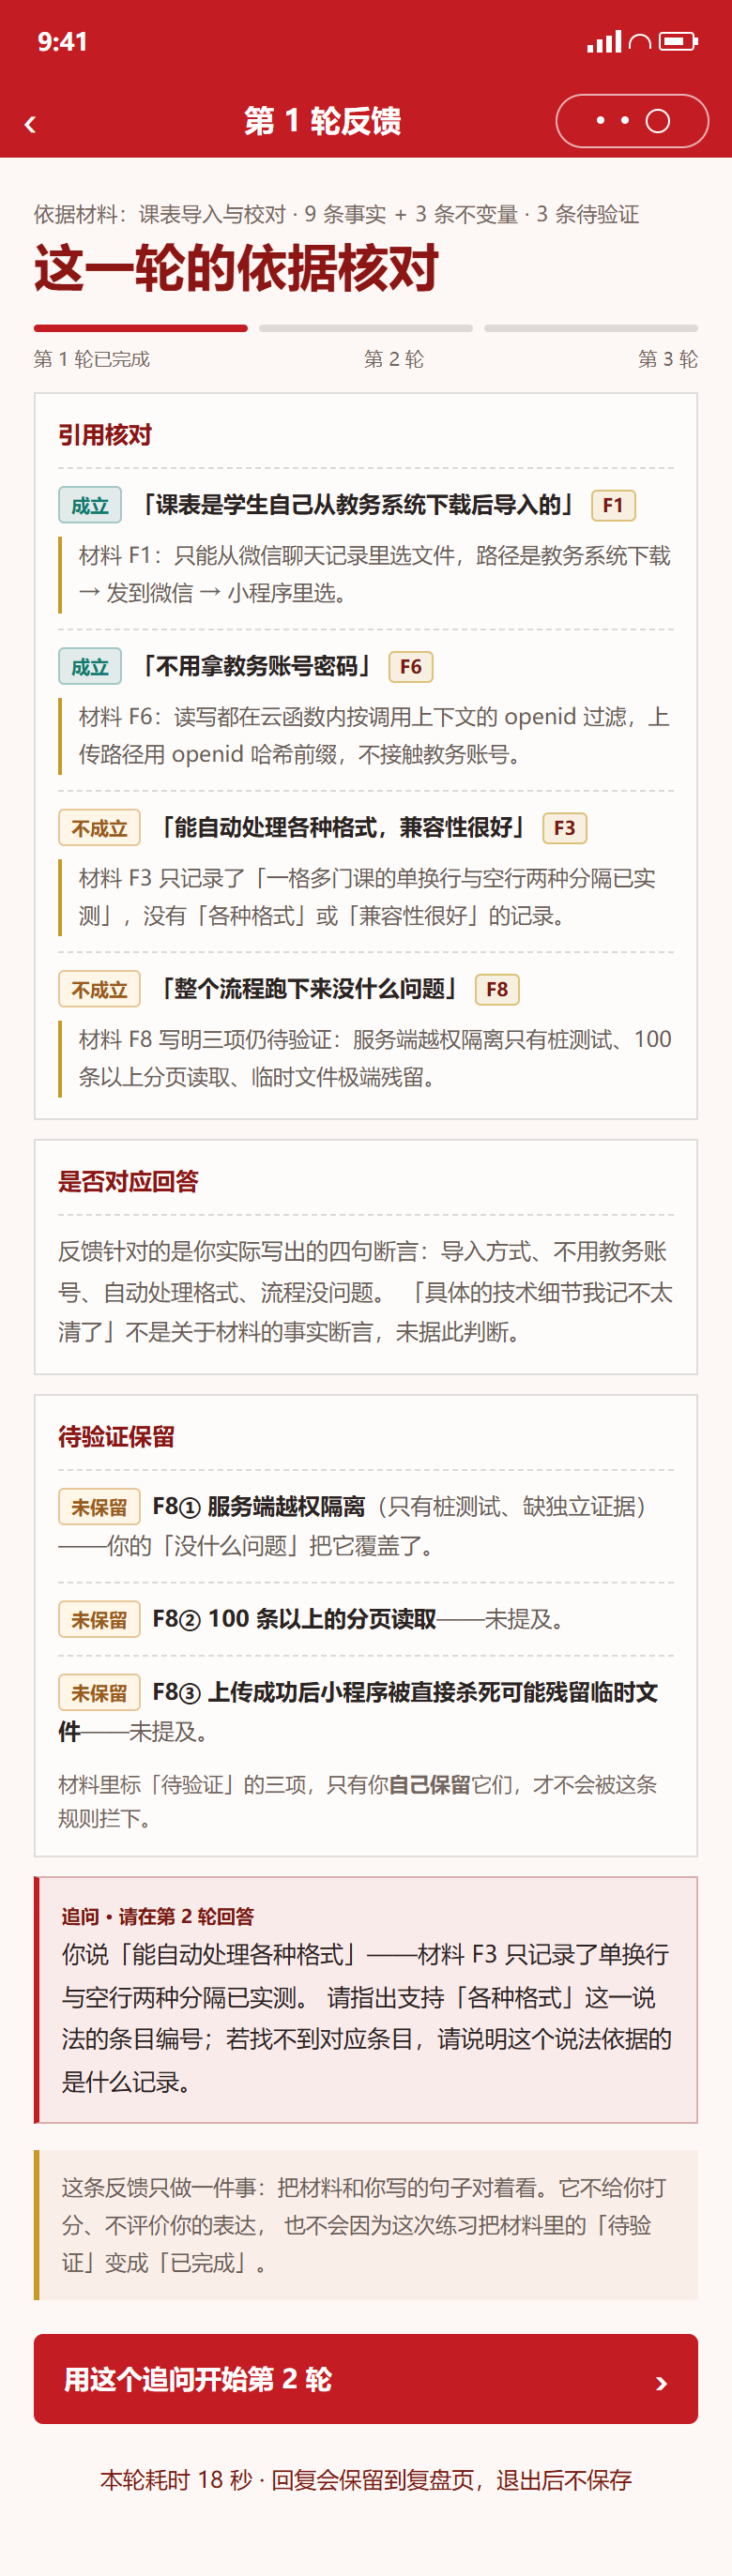 9:41
‹
第 1 轮反馈
依据材料：课表导入与校对 · 9 条事实 + 3 条不变量 · 3 条待验证
这一轮的依据核对
第 1 轮已完成
第 2 轮
第 3 轮
引用核对
成立 「课表是学生自己从教务系统下载后导入的」 F1
材料 F1：只能从微信聊天记录里选文件，路径是教务系统下载
→ 发到微信 → 小程序里选。
成立 「不用拿教务账号密码」 F6
材料 F6：读写都在云函数内按调用上下文的 openid 过滤，上
传路径用 openid 哈希前缀，不接触教务账号。
不成立 「能自动处理各种格式，兼容性很好」 F3
材料 F3 只记录了「一格多门课的单换行与空行两种分隔已实
测」，没有「各种格式」或「兼容性很好」的记录。
不成立 「整个流程跑下来没什么问题」 F8
材料 F8 写明三项仍待验证：服务端越权隔离只有桩测试、100
条以上分页读取、临时文件极端残留。
是否对应回答
反馈针对的是你实际写出的四句断言：导入方式、不用教务账
号、自动处理格式、流程没问题。 「具体的技术细节我记不太
清了」不是关于材料的事实断言，未据此判断。
待验证保留
未保留 F8① 服务端越权隔离（只有桩测试、缺独立证据）
——你的「没什么问题」把它覆盖了。
未保留 F8② 100 条以上的分页读取——未提及。
未保留 F8③ 上传成功后小程序被直接杀死可能残留临时文
件——未提及。
材料里标「待验证」的三项，只有你自己保留它们，才不会被这条
规则拦下。
追问 · 请在第 2 轮回答
你说「能自动处理各种格式」——材料 F3 只记录了单换行
与空行两种分隔已实测。 请指出支持「各种格式」这一说
法的条目编号；若找不到对应条目，请说明这个说法依据的
是什么记录。
这条反馈只做一件事：把材料和你写的句子对着看。它不给你打
分、不评价你的表达， 也不会因为这次练习把材料里的「待验
证」变成「已完成」。
用这个追问开始第 2 轮 ›
本轮耗时 18 秒 · 回复会保留到复盘页，退出后不保存